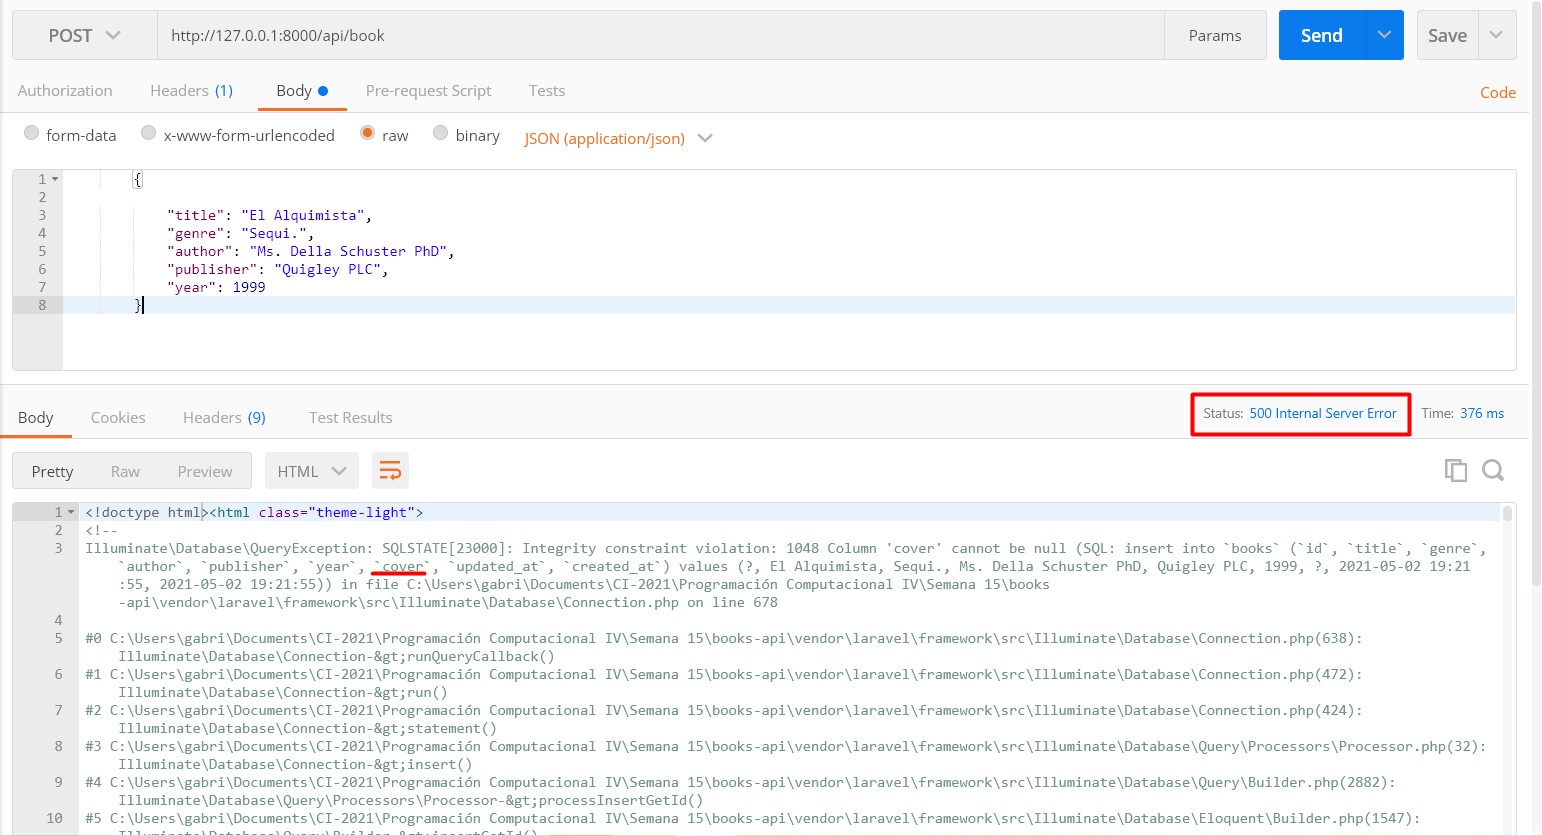 POST http://127.0.0.1:8000/api/book Params Send Save
Authorization Headers (1) Body Pre-request Script Tests Code
form-data x-www-form-urlencoded raw binary JSON (application/json)
1 {
2
3 "title": "El Alquimista",
4 "genre": "Sequi.",
5 "author": "Ms. Della Schuster PhD",
6 "publisher": "Quigley PLC",
7 "year": 1999
8 }
Body Cookies Headers (9) Test Results Status: 500 Internal Server Error Time: 376 ms
Pretty Raw Preview HTML
1 <!doctype html><html class="theme-light">
2 <!--
3 Illuminate\Database\QueryException: SQLSTATE[23000]: Integrity constraint violation: 1048 Column 'cover' cannot be null (SQL: insert into `books` (`id`, `title`, `genre`,
`author`, `publisher`, `year`, `cover`, `updated_at`, `created_at`) values (?, El Alquimista, Sequi., Ms. Della Schuster PhD, Quigley PLC, 1999, ?, 2021-05-02 19:21
:55, 2021-05-02 19:21:55)) in file C:\Users\gabri\Documents\CI-2021\Programación Computacional IV\Semana 15\books
-api\vendor\laravel\framework\src\Illuminate\Database\Connection.php on line 678
4
5 #0 C:\Users\gabri\Documents\CI-2021\Programación Computacional IV\Semana 15\books-api\vendor\laravel\framework\src\Illuminate\Database\Connection.php(638):
Illuminate\Database\Connection-&gt;runQueryCallback()
6 #1 C:\Users\gabri\Documents\CI-2021\Programación Computacional IV\Semana 15\books-api\vendor\laravel\framework\src\Illuminate\Database\Connection.php(472):
Illuminate\Database\Connection-&gt;run()
7 #2 C:\Users\gabri\Documents\CI-2021\Programación Computacional IV\Semana 15\books-api\vendor\laravel\framework\src\Illuminate\Database\Connection.php(424):
Illuminate\Database\Connection-&gt;statement()
8 #3 C:\Users\gabri\Documents\CI-2021\Programación Computacional IV\Semana 15\books-api\vendor\laravel\framework\src\Illuminate\Database\Query\Processors\Processor.php(32):
Illuminate\Database\Connection-&gt;insert()
9 #4 C:\Users\gabri\Documents\CI-2021\Programación Computacional IV\Semana 15\books-api\vendor\laravel\framework\src\Illuminate\Database\Query\Builder.php(2882):
Illuminate\Database\Query\Processors\Processor-&gt;processInsertGetId()
10 #5 C:\Users\gabri\Documents\CI-2021\Programación Computacional IV\Semana 15\books-api\vendor\laravel\framework\src\Illuminate\Database\Eloquent\Builder.php(1547):